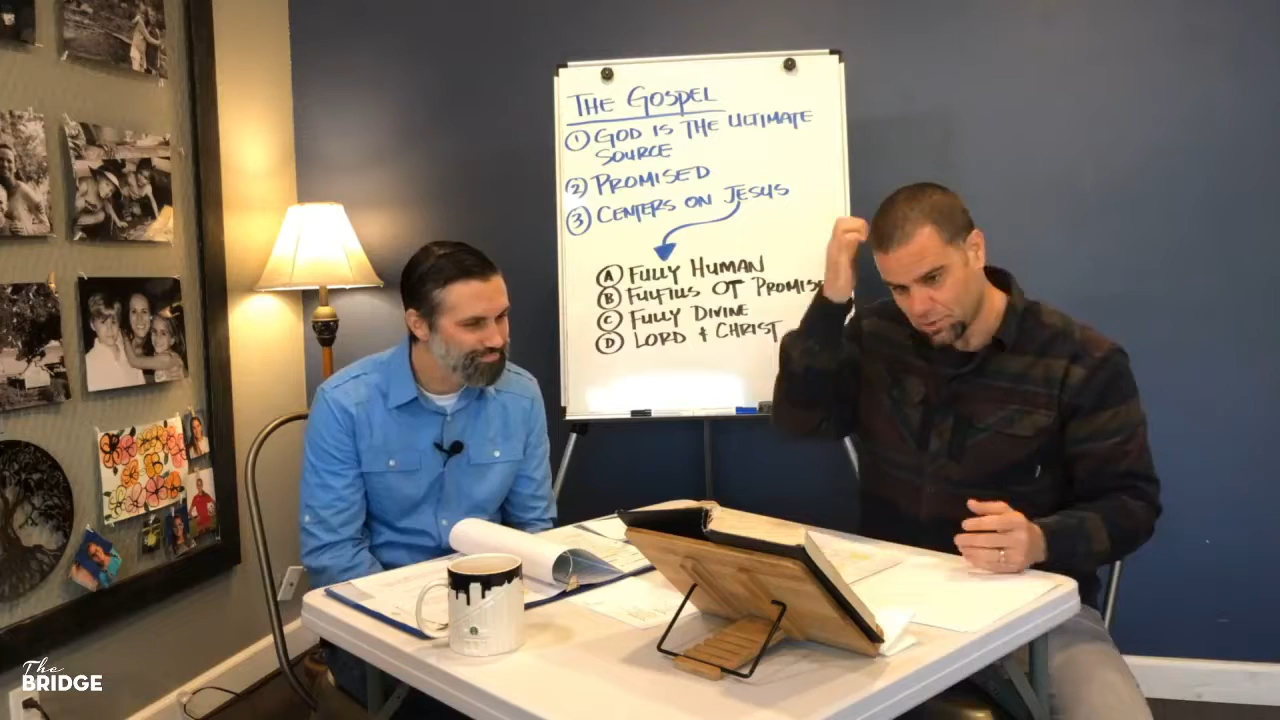 THE GOSPEL
① GOD IS THE ULTIMATE
SOURCE
② PROMISED
③ CENTERS ON JESUS
Ⓐ FULLY HUMAN
Ⓑ FULFILLS OT PROMISE
Ⓒ FULLY DIVINE
Ⓓ LORD & CHRIST
The
BRIDGE